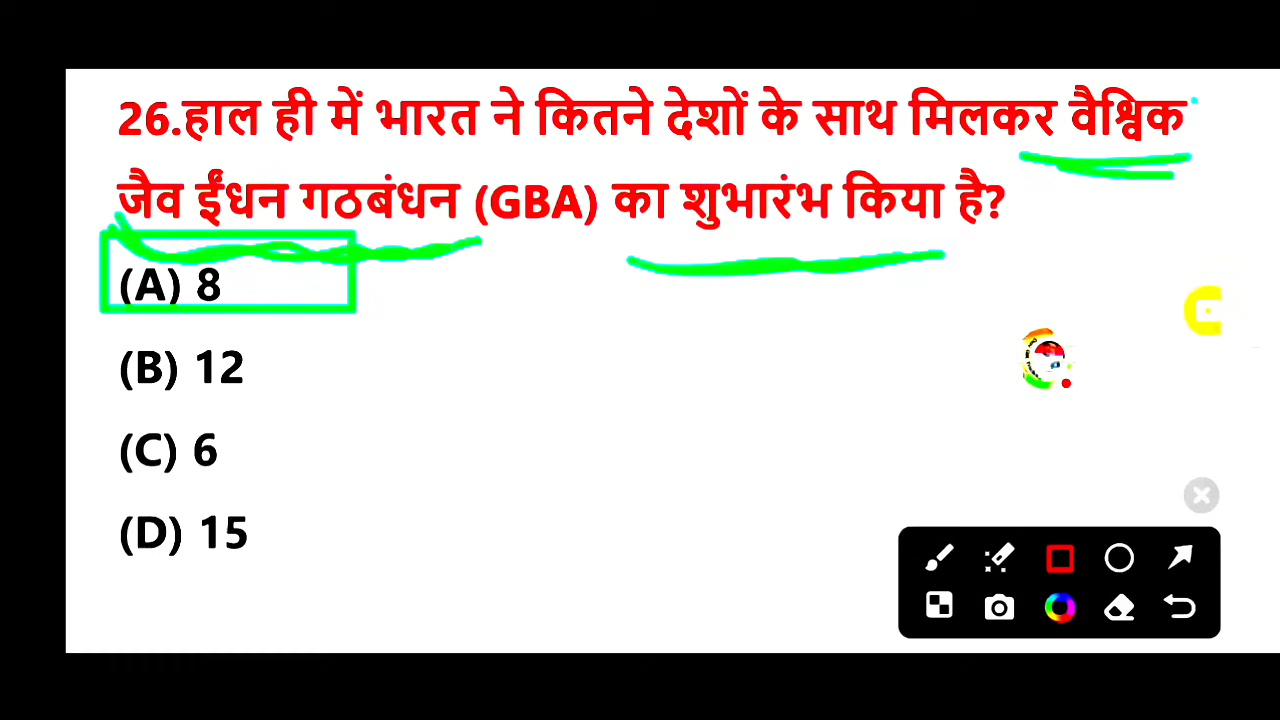 26.हाल ही में भारत ने कितने देशों के साथ मिलकर वैश्विक
जैव ईंधन गठबंधन (GBA) का शुभारंभ किया है?
(A) 8
(B) 12
(C) 6
(D) 15